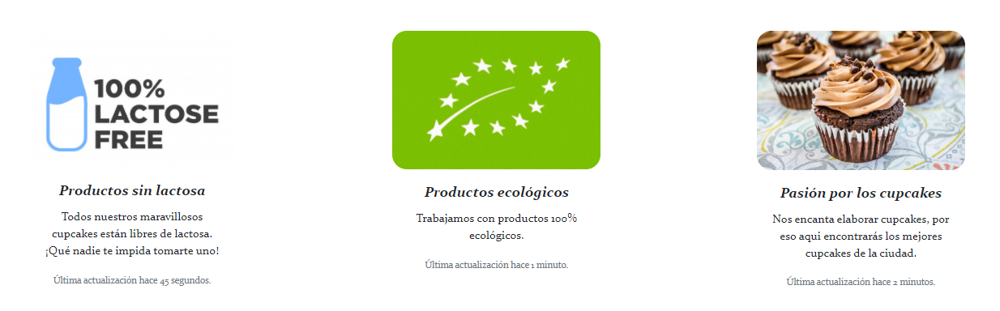 100%
LACTOSE
FREE
Productos sin lactosa
Todos nuestros maravillosos
cupcakes están libres de lactosa.
¡Qué nadie te impida tomarte uno!
Última actualización hace 45 segundos.
Productos ecológicos
Trabajamos con productos 100%
ecológicos.
Última actualización hace 1 minuto.
Pasión por los cupcakes
Nos encanta elaborar cupcakes, por
eso aqui encontrarás los mejores
cupcakes de la ciudad.
Última actualización hace 2 minutos.